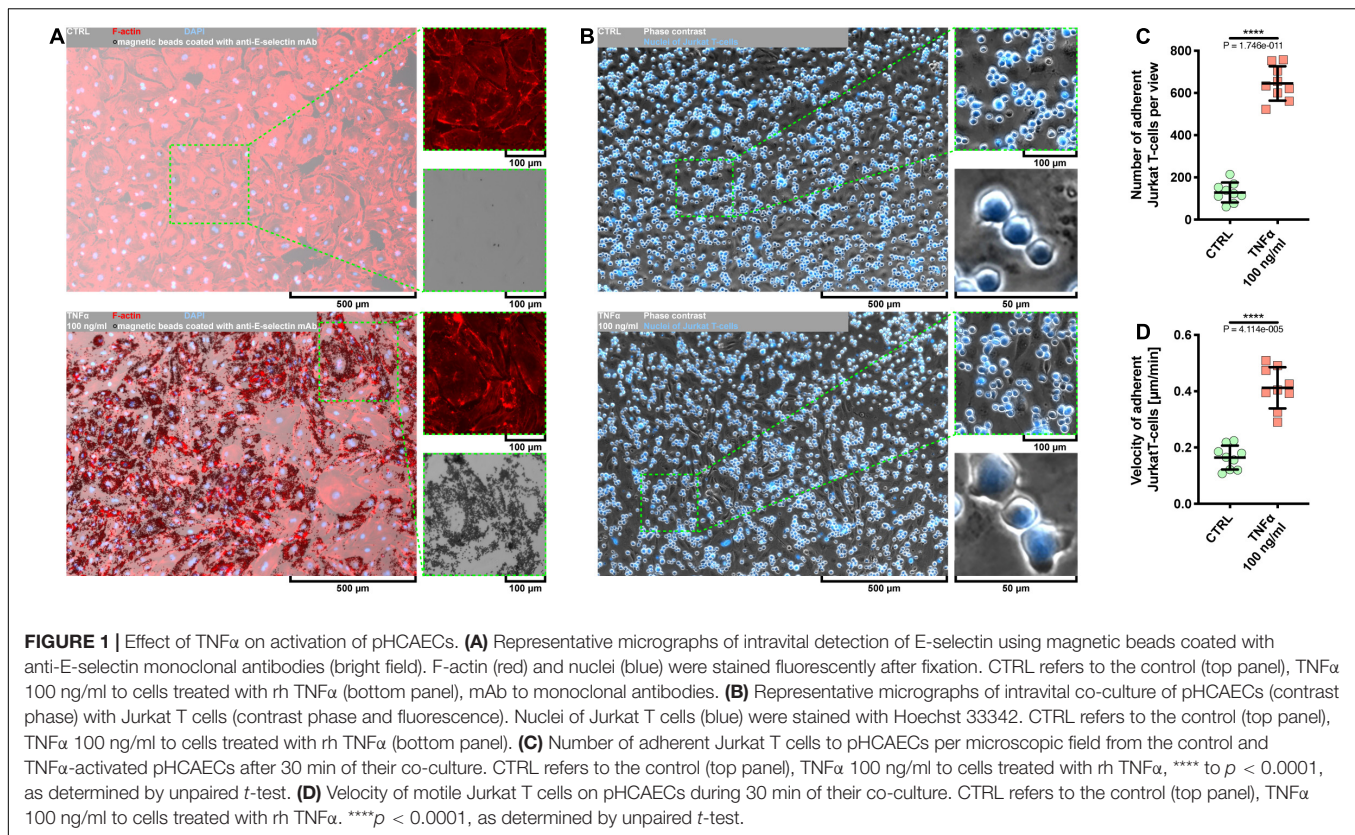 A
CTRL F-actin DAPI
magnetic beads coated with anti-E-selectin mAb
100 µm
500 µm
100 µm
TNFα F-actin DAPI
100 ng/ml magnetic beads coated with anti-E-selectin mAb
100 µm
500 µm
100 µm
B
CTRL Phase contrast
Nuclei of Jurkat T-cells
100 µm
500 µm
50 µm
TNFα Phase contrast
100 ng/ml Nuclei of Jurkat T-cells
100 µm
500 µm
50 µm
C
****
P = 1.746e-011
Number of adherent
Jurkat T-cells per view
800
600
400
200
0
CTRL
TNFα
100 ng/ml
D
****
P = 4.114e-005
Velocity of adherent
JurkatT-cells [µm/min]
0.6
0.4
0.2
0.0
CTRL
TNFα
100 ng/ml
FIGURE 1 | Effect of TNFα on activation of pHCAECs. (A) Representative micrographs of intravital detection of E-selectin using magnetic beads coated with
anti-E-selectin monoclonal antibodies (bright field). F-actin (red) and nuclei (blue) were stained fluorescently after fixation. CTRL refers to the control (top panel), TNFα
100 ng/ml to cells treated with rh TNFα (bottom panel), mAb to monoclonal antibodies. (B) Representative micrographs of intravital co-culture of pHCAECs (contrast
phase) with Jurkat T cells (contrast phase and fluorescence). Nuclei of Jurkat T cells (blue) were stained with Hoechst 33342. CTRL refers to the control (top panel),
TNFα 100 ng/ml to cells treated with rh TNFα (bottom panel). (C) Number of adherent Jurkat T cells to pHCAECs per microscopic field from the control and
TNFα-activated pHCAECs after 30 min of their co-culture. CTRL refers to the control (top panel), TNFα 100 ng/ml to cells treated with rh TNFα, **** to p < 0.0001,
as determined by unpaired t-test. (D) Velocity of motile Jurkat T cells on pHCAECs during 30 min of their co-culture. CTRL refers to the control (top panel), TNFα
100 ng/ml to cells treated with rh TNFα. ****p < 0.0001, as determined by unpaired t-test.